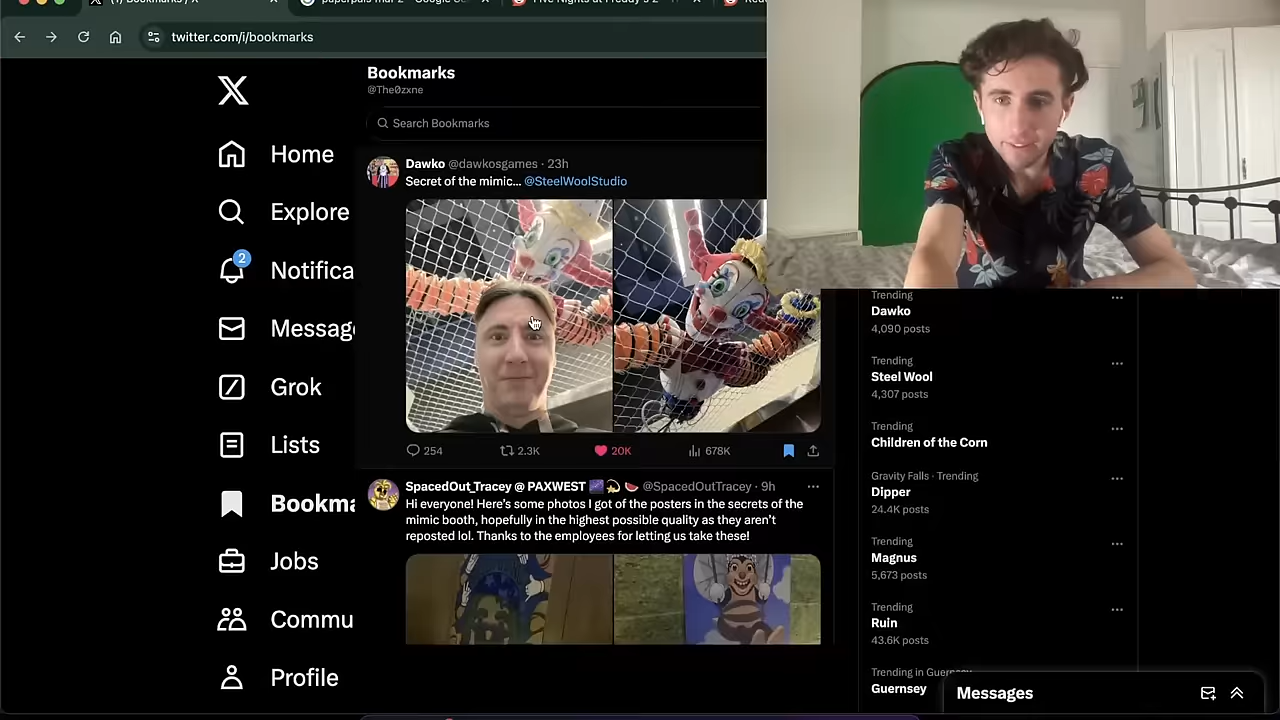 twitter.com/i/bookmarks
Bookmarks
@The0zxne
Search Bookmarks
Home
Explore
2
Notifica
Messag
Grok
Lists
Bookma
Jobs
Commu
Profile
Dawko @dawkosgames · 23h
Secret of the mimic... @SteelWoolStudio
254
2.3K
20K
678K
SpacedOut_Tracey @ PAXWEST @SpacedOutTracey · 9h
Hi everyone! Here's some photos I got of the posters in the secrets of the
mimic booth, hopefully in the highest possible quality as they aren't
reposted lol. Thanks to the employees for letting us take these!
Trending
Dawko
4,090 posts
Trending
Steel Wool
4,307 posts
Trending
Children of the Corn
Gravity Falls · Trending
Dipper
24.4K posts
Trending
Magnus
5,673 posts
Trending
Ruin
43.6K posts
Trending in Guernsey
Guernsey
Messages